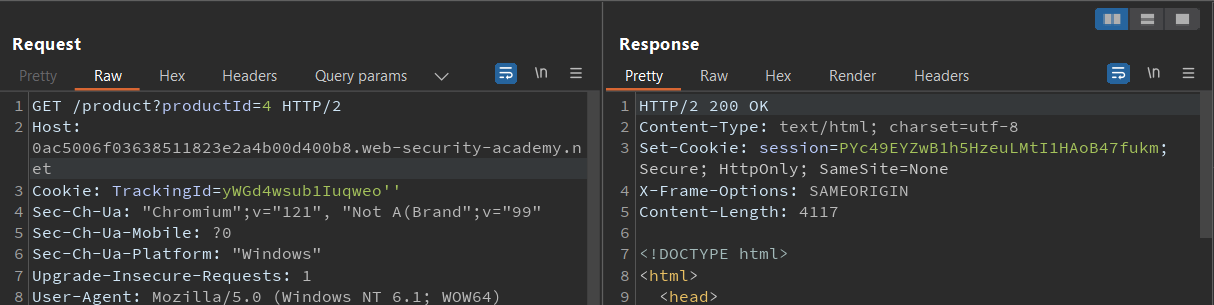 Request
Pretty Raw Hex Headers Query params \n
1 GET /product?productId=4 HTTP/2
2 Host:
0ac5006f03638511823e2a4b00d400b8.web-security-academy.n
et
3 Cookie: TrackingId=yWGd4wsub1Iuqweo''
4 Sec-Ch-Ua: "Chromium";v="121", "Not A(Brand";v="99"
5 Sec-Ch-Ua-Mobile: ?0
6 Sec-Ch-Ua-Platform: "Windows"
7 Upgrade-Insecure-Requests: 1
8 User-Agent: Mozilla/5.0 (Windows NT 6.1; WOW64)
Response
Pretty Raw Hex Render Headers \n
1 HTTP/2 200 OK
2 Content-Type: text/html; charset=utf-8
3 Set-Cookie: session=PYc49EYZwB1h5HzeuLMtI1HAoB47fukm;
Secure; HttpOnly; SameSite=None
4 X-Frame-Options: SAMEORIGIN
5 Content-Length: 4117
6
7 <!DOCTYPE html>
8 <html>
9 <head>